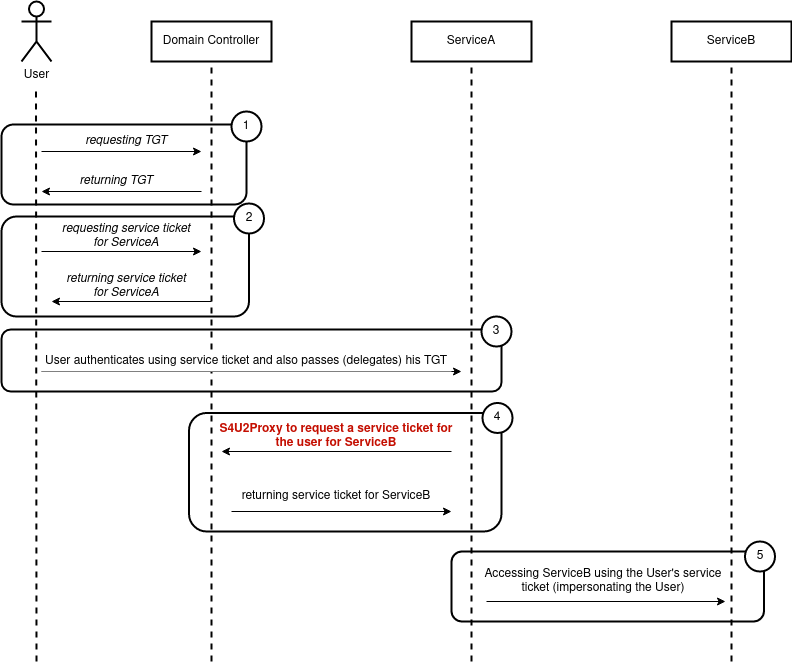 User
Domain Controller
ServiceA
ServiceB
1
requesting TGT
returning TGT
2
requesting service ticket
for ServiceA
returning service ticket
for ServiceA
3
User authenticates using service ticket and also passes (delegates) his TGT
4
S4U2Proxy to request a service ticket for
the user for ServiceB
returning service ticket for ServiceB
5
Accessing ServiceB using the User's service
ticket (impersonating the User)